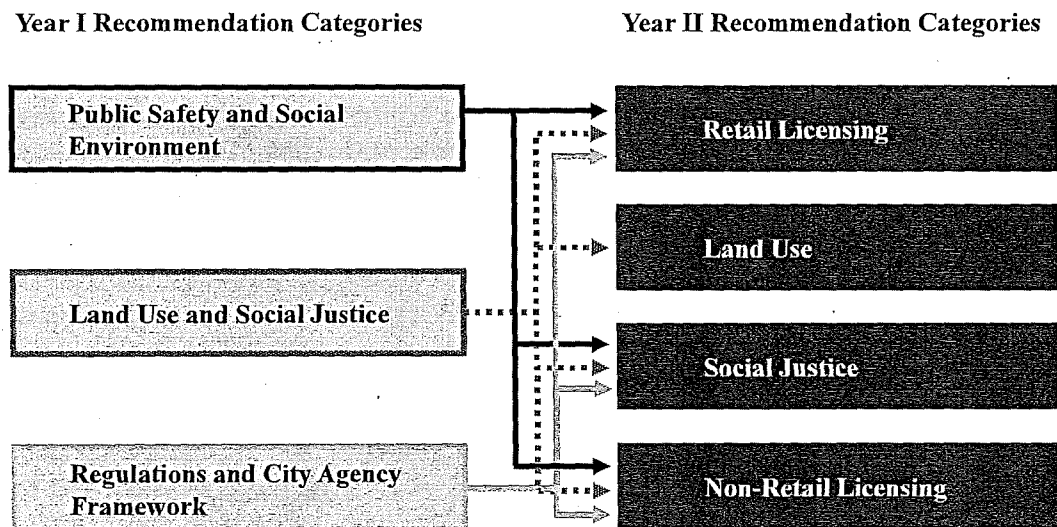 Year I Recommendation Categories
Year II Recommendation Categories
Public Safety and Social
Environment
Land Use and Social Justice
Regulations and City Agency
Framework
Retail Licensing
Land Use
Social Justice
Non-Retail Licensing